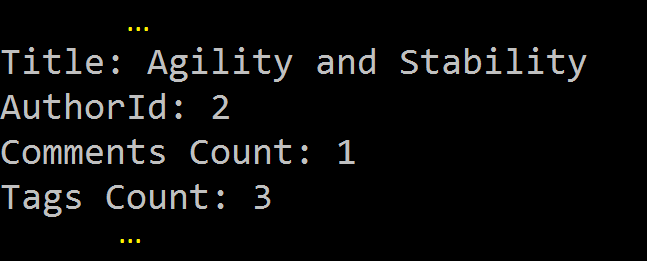 ...
Title: Agility and Stability
AuthorId: 2
Comments Count: 1
Tags Count: 3
...